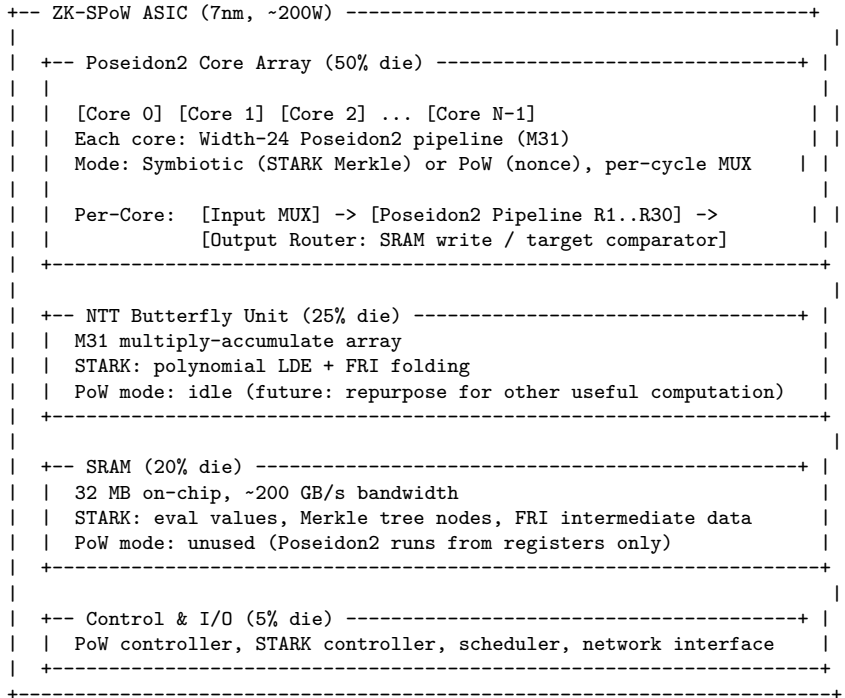 +-- ZK-SPoW ASIC (7nm, ~200W) -----------------------------------------+
|                                                                         |
|  +-- Poseidon2 Core Array (50% die) --------------------------------+ |
|  |                                                                    |
|  |  [Core 0] [Core 1] [Core 2] ... [Core N-1]                        | |
|  |  Each core: Width-24 Poseidon2 pipeline (M31)                     | |
|  |  Mode: Symbiotic (STARK Merkle) or PoW (nonce), per-cycle MUX    | |
|  |                                                                    |
|  |  Per-Core:  [Input MUX] -> [Poseidon2 Pipeline R1..R30] ->        | |
|  |             [Output Router: SRAM write / target comparator]        |
|  +--------------------------------------------------------------------+
|                                                                         |
|  +-- NTT Butterfly Unit (25% die) ----------------------------------+ |
|  |  M31 multiply-accumulate array                                     |
|  |  STARK: polynomial LDE + FRI folding                               |
|  |  PoW mode: idle (future: repurpose for other useful computation)   |
|  +--------------------------------------------------------------------+
|                                                                         |
|  +-- SRAM (20% die) ------------------------------------------------+ |
|  |  32 MB on-chip, ~200 GB/s bandwidth                                |
|  |  STARK: eval values, Merkle tree nodes, FRI intermediate data      |
|  |  PoW mode: unused (Poseidon2 runs from registers only)             |
|  +--------------------------------------------------------------------+
|                                                                         |
|  +-- Control & I/O (5% die) ----------------------------------------+ |
|  |  PoW controller, STARK controller, scheduler, network interface    |
|  +--------------------------------------------------------------------+
+-------------------------------------------------------------------------+